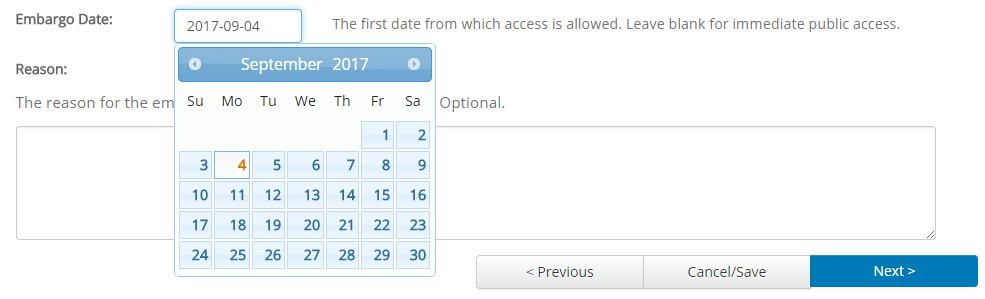 Embargo Date:
2017-09-04
The first date from which access is allowed. Leave blank for immediate public access.
September 2017
Reason:
Su Mo Tu We Th Fr Sa
The reason for the em
Optional.
1 2
3 4 5 6 7 8 9
10 11 12 13 14 15 16
17 18 19 20 21 22 23
24 25 26 27 28 29 30
< Previous
Cancel/Save
Next >